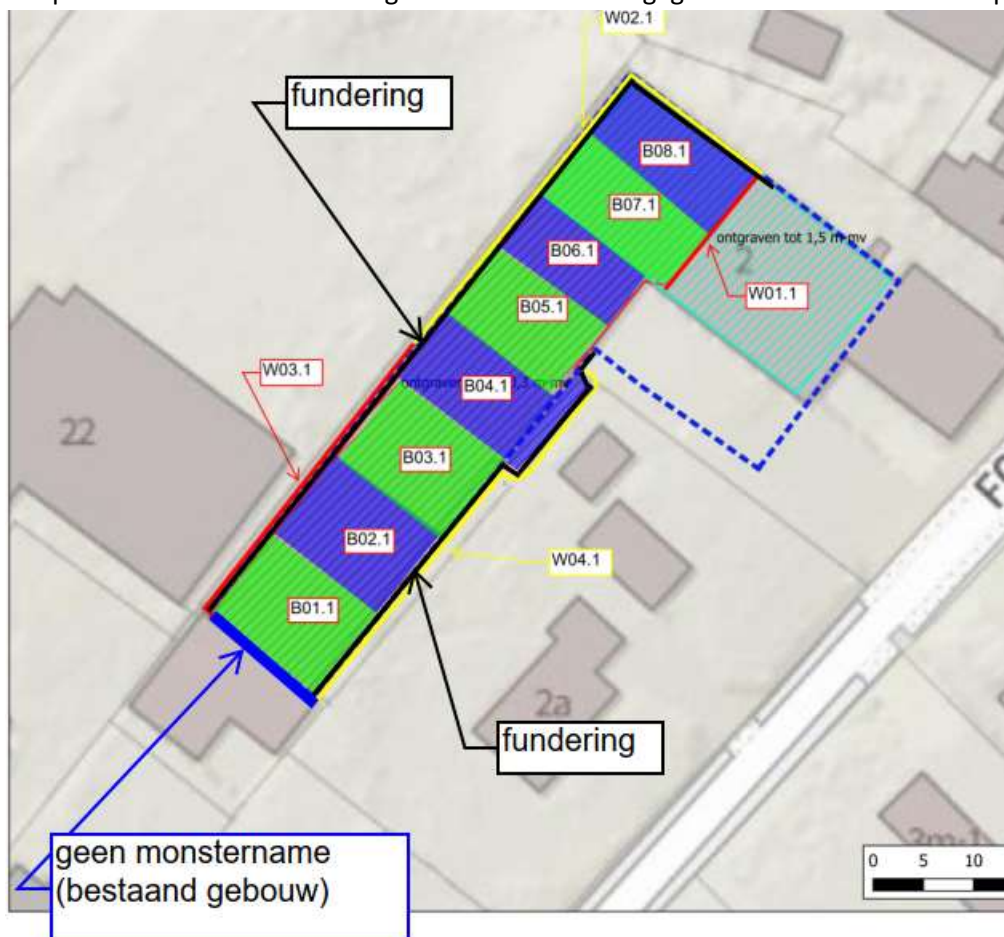 W02.1
fundering
B08.1
B07.1
ontgraven tot 1,5 m-mv
2
B06.1
W01.1
B05.1
W03.1
B04.1
22
B03.1
B02.1
W04.1
B01.1
2a
fundering
geen monstername
(bestaand gebouw)
0 5 10